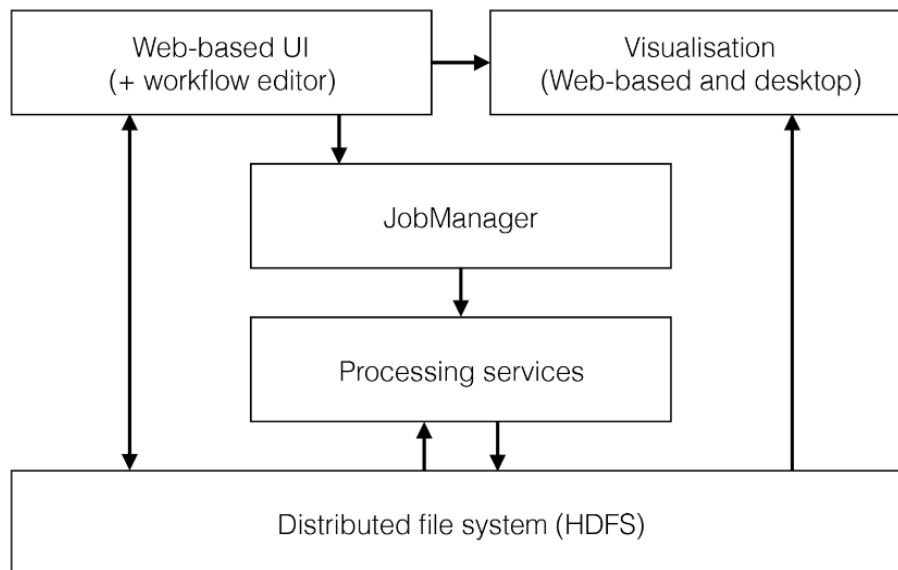 Web-based UI
(+ workflow editor)
Visualisation
(Web-based and desktop)
JobManager
Processing services
Distributed file system (HDFS)